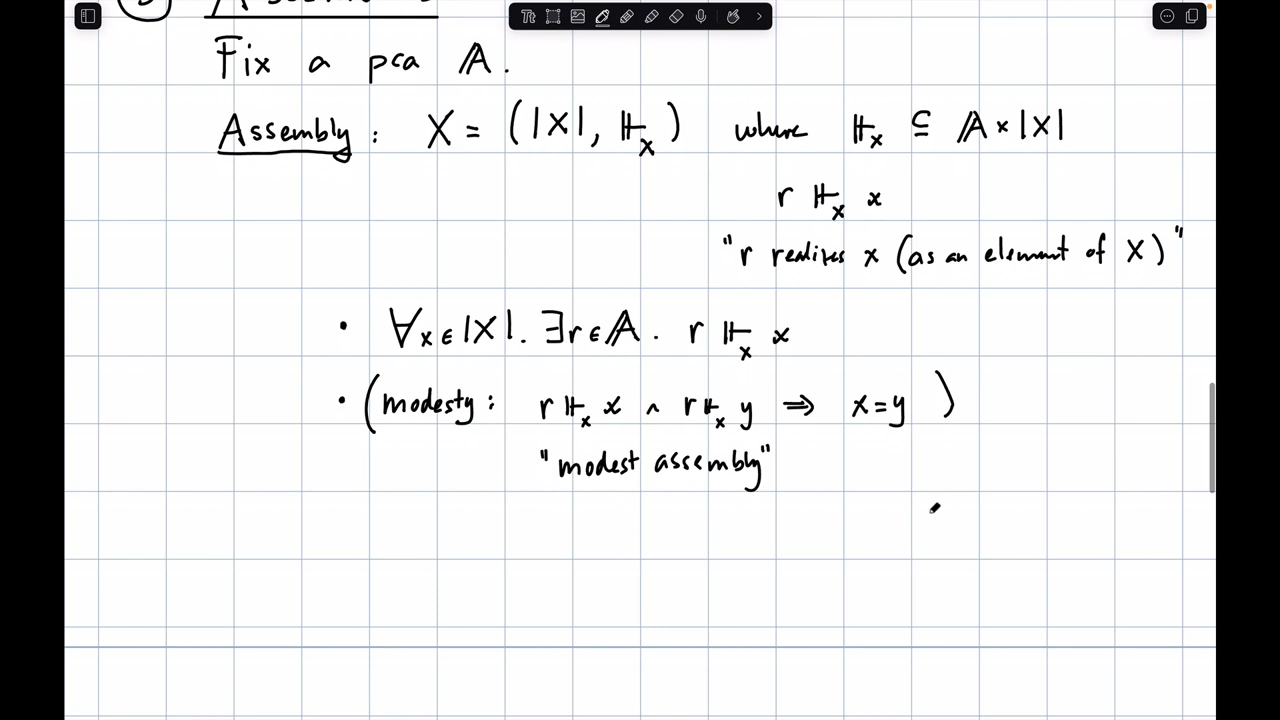 Fix a pca 𝔸.
Assembly: X = (|X|, ⊩_X) where ⊩_X ⊆ 𝔸 × |X|
r ⊩_X x
"r realizes x (as an element of X)"
• ∀x∈|X|. ∃r∈𝔸. r ⊩_X x
• (modesty: r ⊩_X x ∧ r ⊩_X y ⇒ x=y)
"modest assembly"